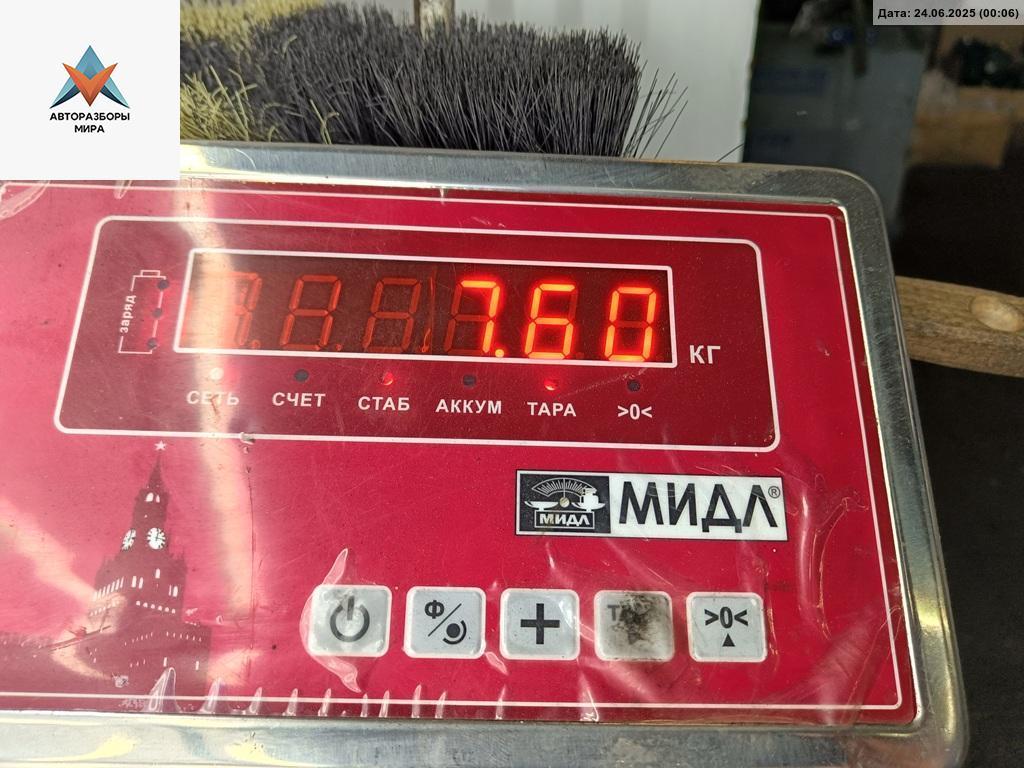 Дата: 24.06.2025 (00:06)
АВТОРАЗБОРЫ
МИРА
заряд
7.60
КГ
СЕТЬ СЧЕТ СТАБ АККУМ ТАРА >0<
МИДЛ МИДЛ®
Ф >0<